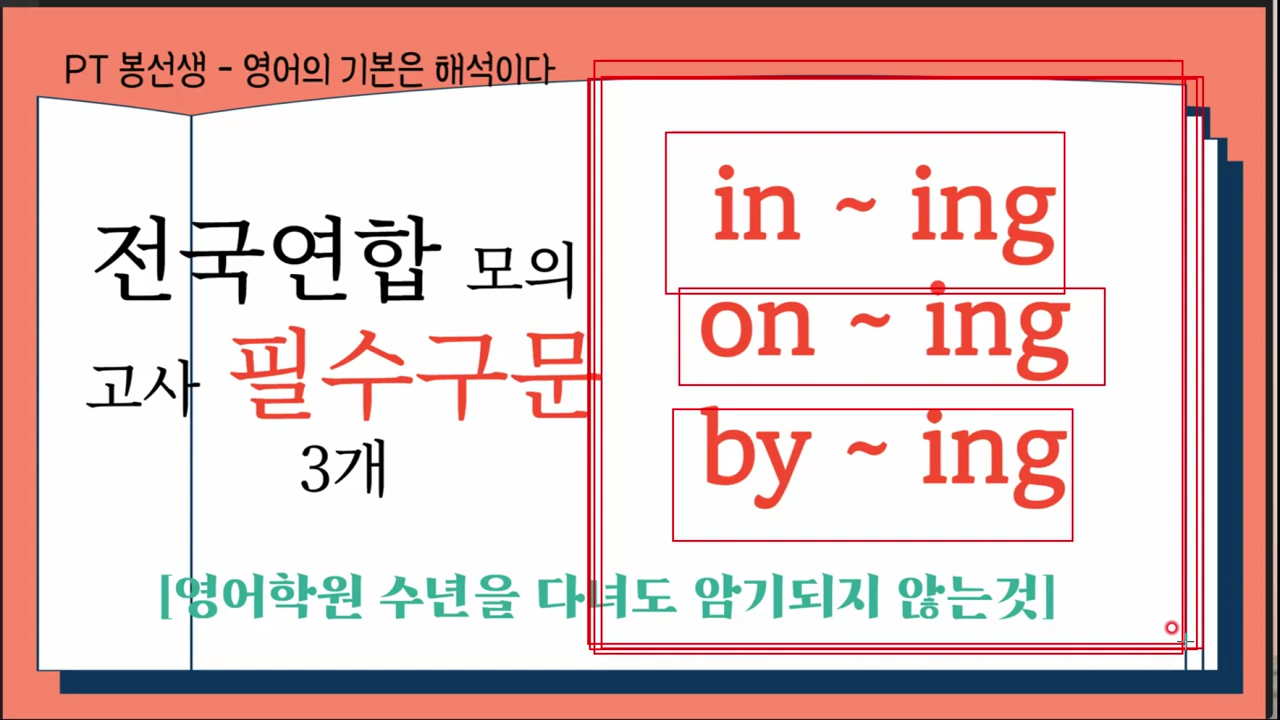 PT 봉선생 - 영어의 기본은 해석이다
전국연합 모의
고사 필수구문
3개
in ~ ing
on ~ ing
by ~ ing
[영어학원 수년을 다녀도 암기되지 않는것]